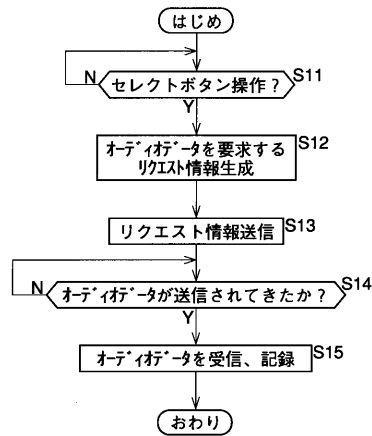 はじめ
S11
N
セレクトボタン操作？
Y
S12
ｵｰﾃﾞｨｵﾃﾞｰﾀを要求する
ﾘｸｴｽﾄ情報生成
S13
リクエスト情報送信
S14
N
ｵｰﾃﾞｨｵﾃﾞｰﾀが送信されてきたか？
Y
S15
ｵｰﾃﾞｨｵﾃﾞｰﾀを受信、記録
おわり